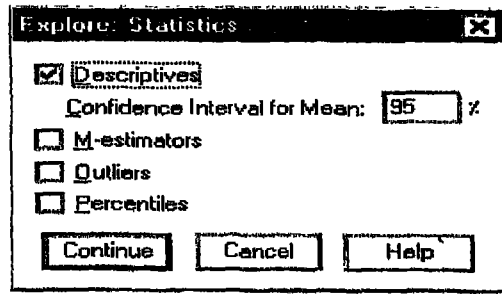 Explore: Statistics
Descriptives
Confidence Interval for Mean: 95 %
M-estimators
Outliers
Percentiles
Continue Cancel Help